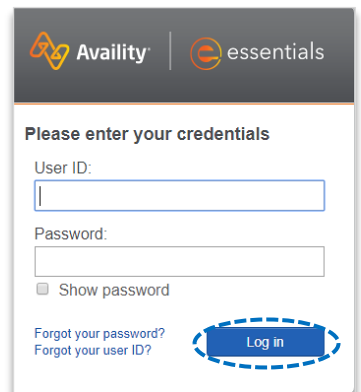 Availity essentials
Please enter your credentials
User ID:
Password:
Show password
Forgot your password?
Forgot your user ID?
Log in